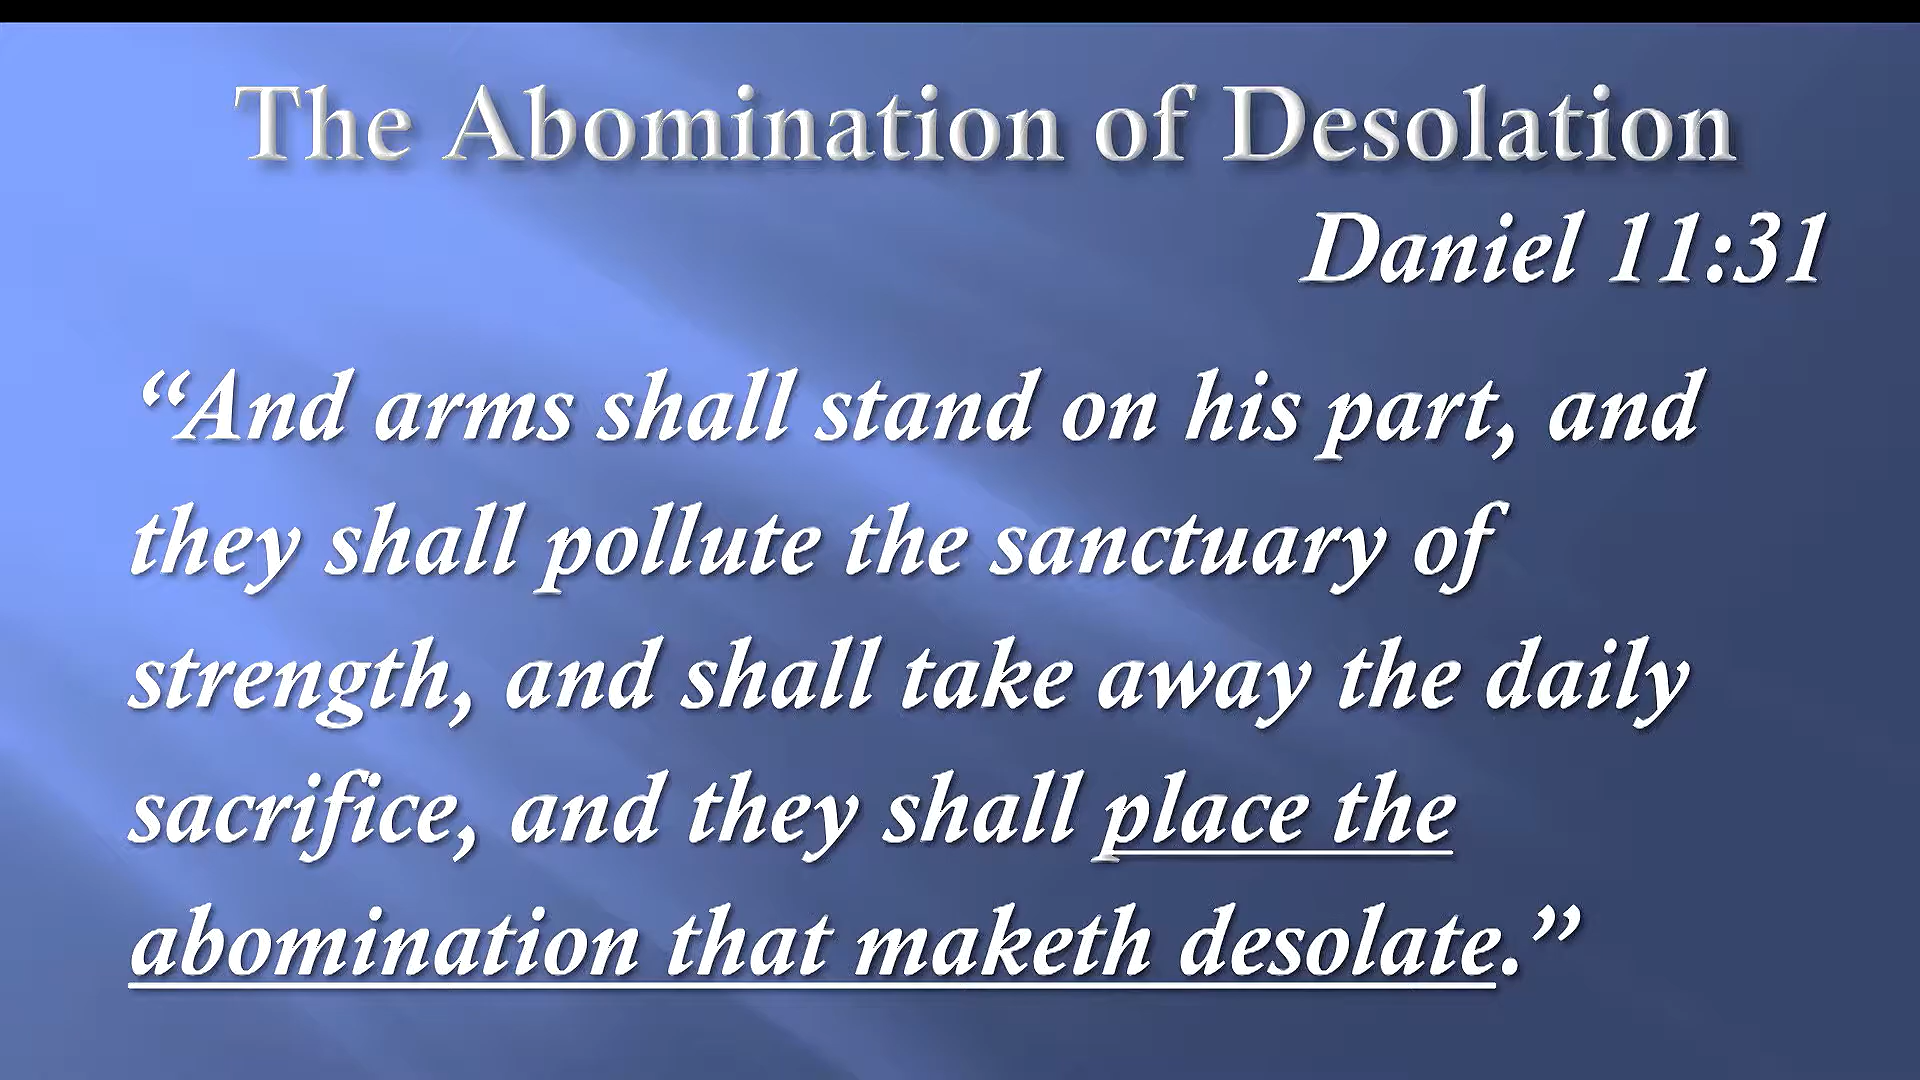 The Abomination of Desolation
Daniel 11:31
“And arms shall stand on his part, and
they shall pollute the sanctuary of
strength, and shall take away the daily
sacrifice, and they shall place the
abomination that maketh desolate.”